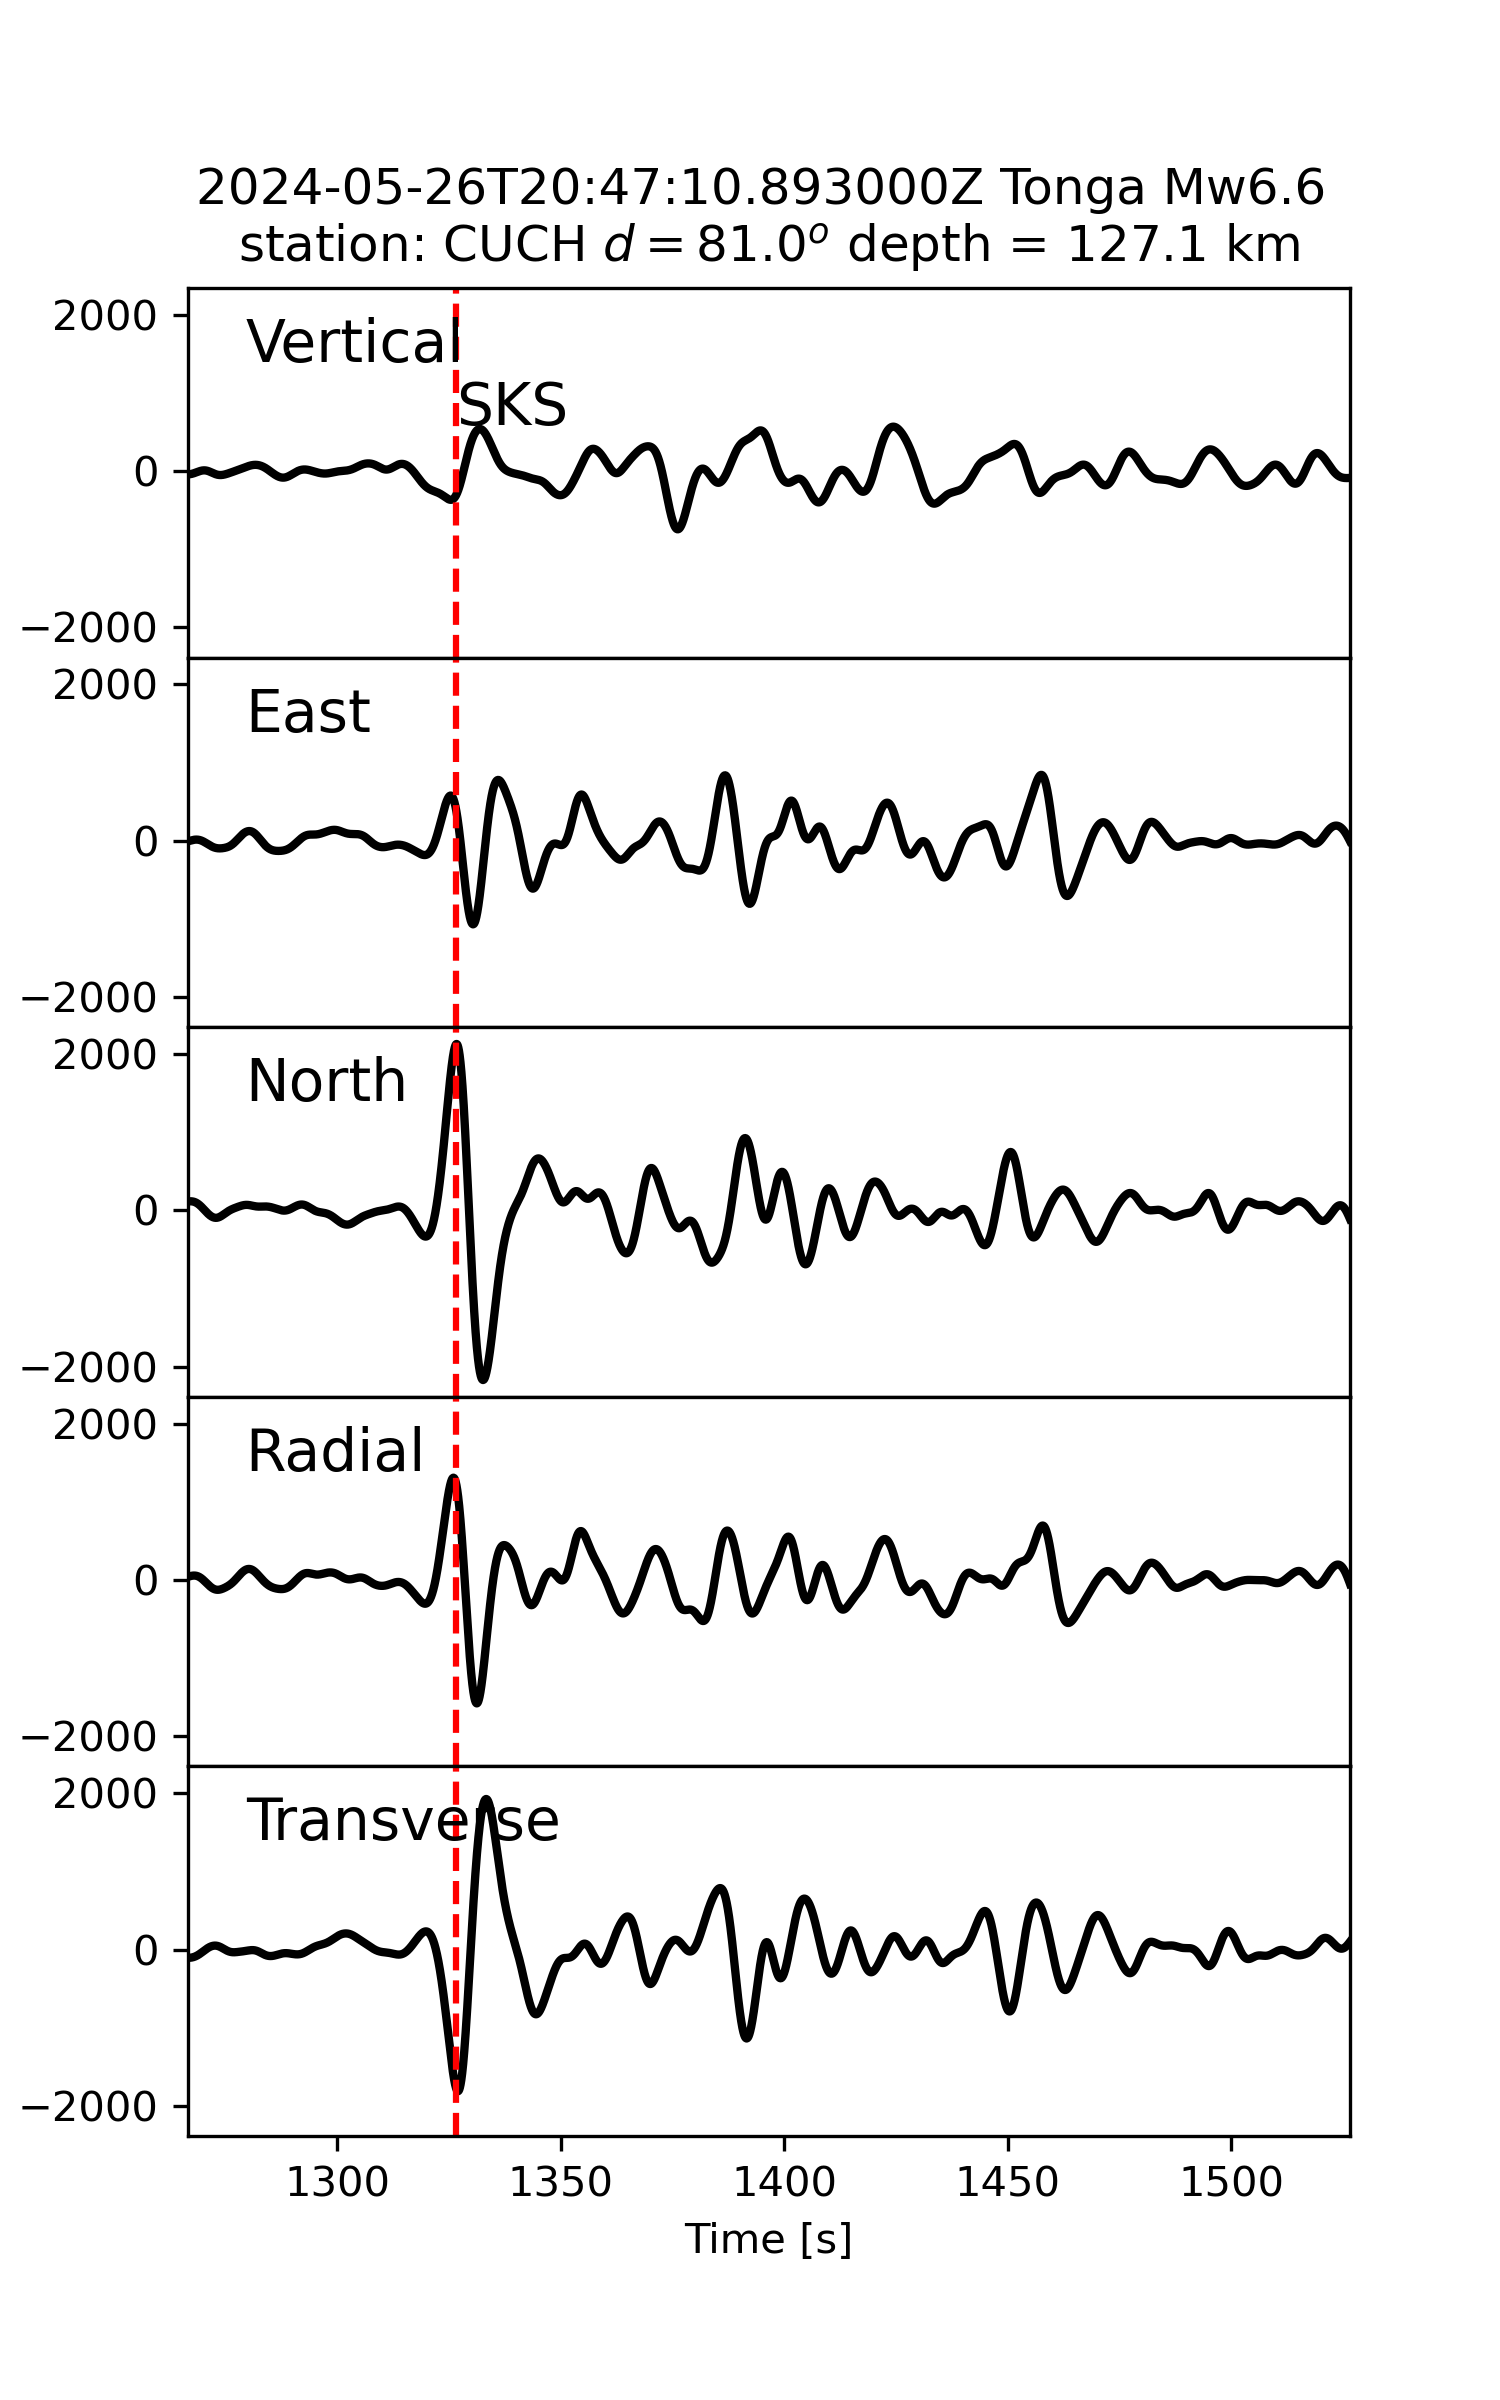 2024-05-26T20:47:10.893000Z Tonga Mw6.6
station: CUCH d = 81.0° depth = 127.1 km
2000
Vertical
SKS
0
−2000
2000
East
0
−2000
2000
North
0
−2000
2000
Radial
0
−2000
2000
Transverse
0
−2000
1300 1350 1400 1450 1500
Time [s]